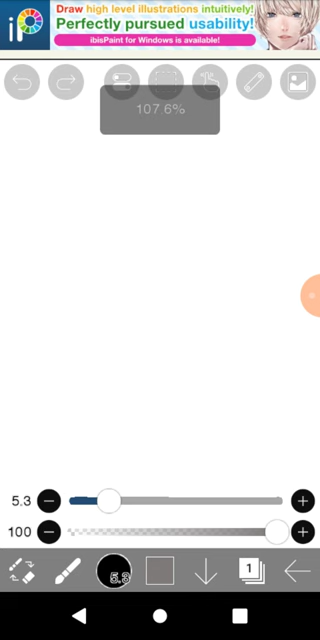 iP
Draw high level illustrations intuitively!
Perfectly pursued usability!
ibisPaint for Windows is available!
107.6%
5.3
100
5.3
1